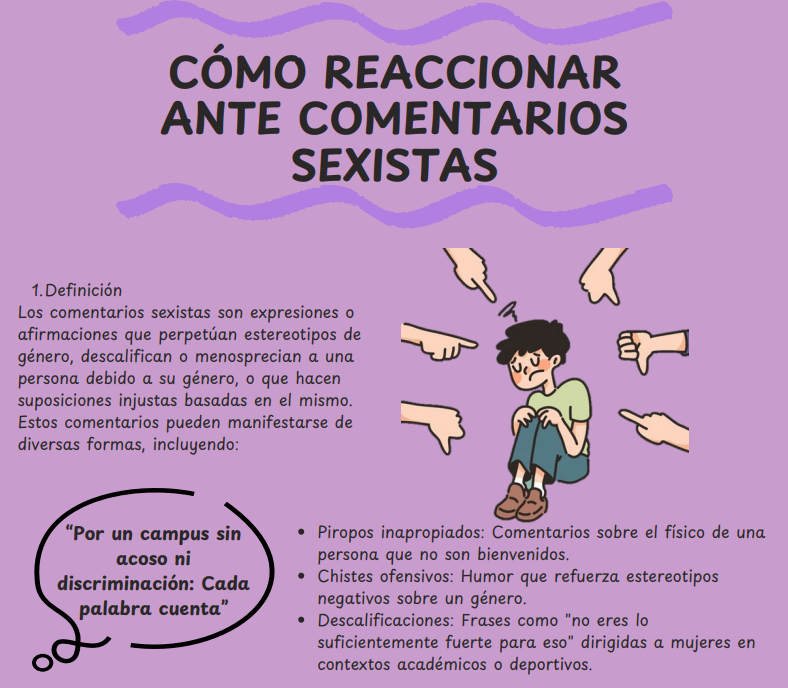 CÓMO REACCIONAR
ANTE COMENTARIOS
SEXISTAS
1.Definición
Los comentarios sexistas son expresiones o
afirmaciones que perpetúan estereotipos de
género, descalifican o menosprecian a una
persona debido a su género, o que hacen
suposiciones injustas basadas en el mismo.
Estos comentarios pueden manifestarse de
diversas formas, incluyendo:
“Por un campus sin
acoso ni
discriminación: Cada
palabra cuenta”
• Piropos inapropiados: Comentarios sobre el físico de una
persona que no son bienvenidos.
• Chistes ofensivos: Humor que refuerza estereotipos
negativos sobre un género.
• Descalificaciones: Frases como "no eres lo
suficientemente fuerte para eso" dirigidas a mujeres en
contextos académicos o deportivos.